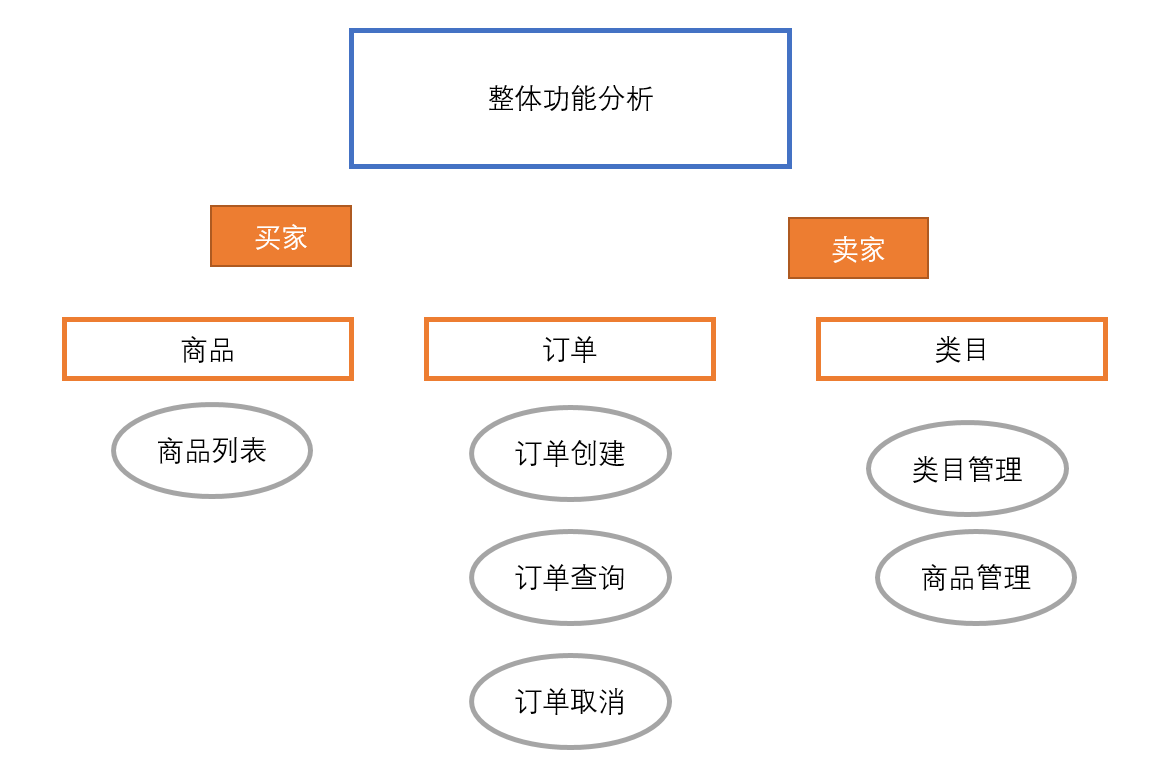 整体功能分析
买家
卖家
商品
订单
类目
商品列表
订单创建
类目管理
订单查询
商品管理
订单取消